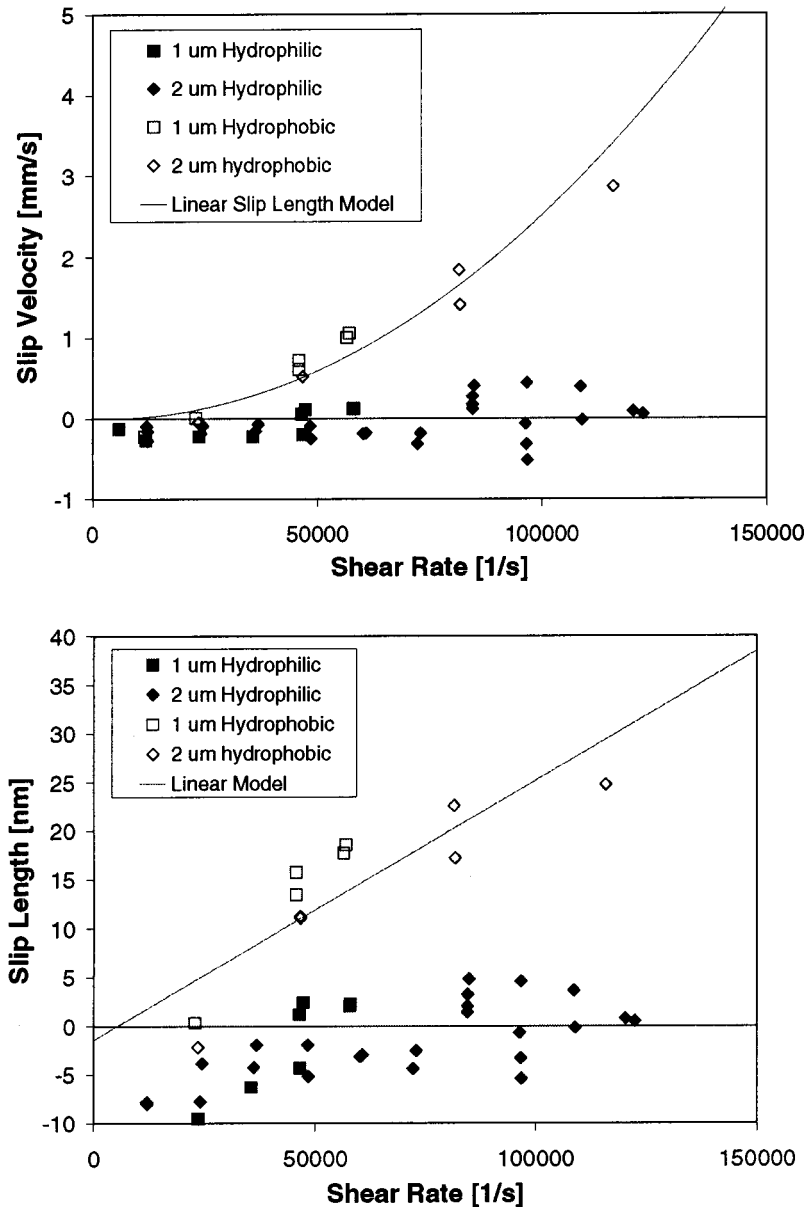 5
4
3
2
1
0
-1
Slip Velocity [mm/s]
1 um Hydrophilic
2 um Hydrophilic
1 um Hydrophobic
2 um hydrophobic
Linear Slip Length Model
0 50000 100000 150000
Shear Rate [1/s]
40
35
30
25
20
15
10
5
0
-5
-10
Slip Length [nm]
1 um Hydrophilic
2 um Hydrophilic
1 um Hydrophobic
2 um hydrophobic
Linear Model
0 50000 100000 150000
Shear Rate [1/s]